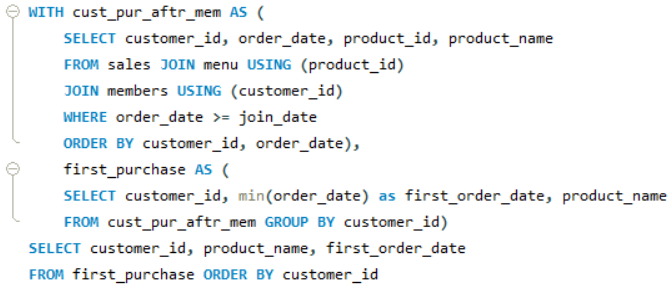 WITH cust_pur_aftr_mem AS (
SELECT customer_id, order_date, product_id, product_name
FROM sales JOIN menu USING (product_id)
JOIN members USING (customer_id)
WHERE order_date >= join_date
ORDER BY customer_id, order_date),
first_purchase AS (
SELECT customer_id, min(order_date) as first_order_date, product_name
FROM cust_pur_aftr_mem GROUP BY customer_id)
SELECT customer_id, product_name, first_order_date
FROM first_purchase ORDER BY customer_id